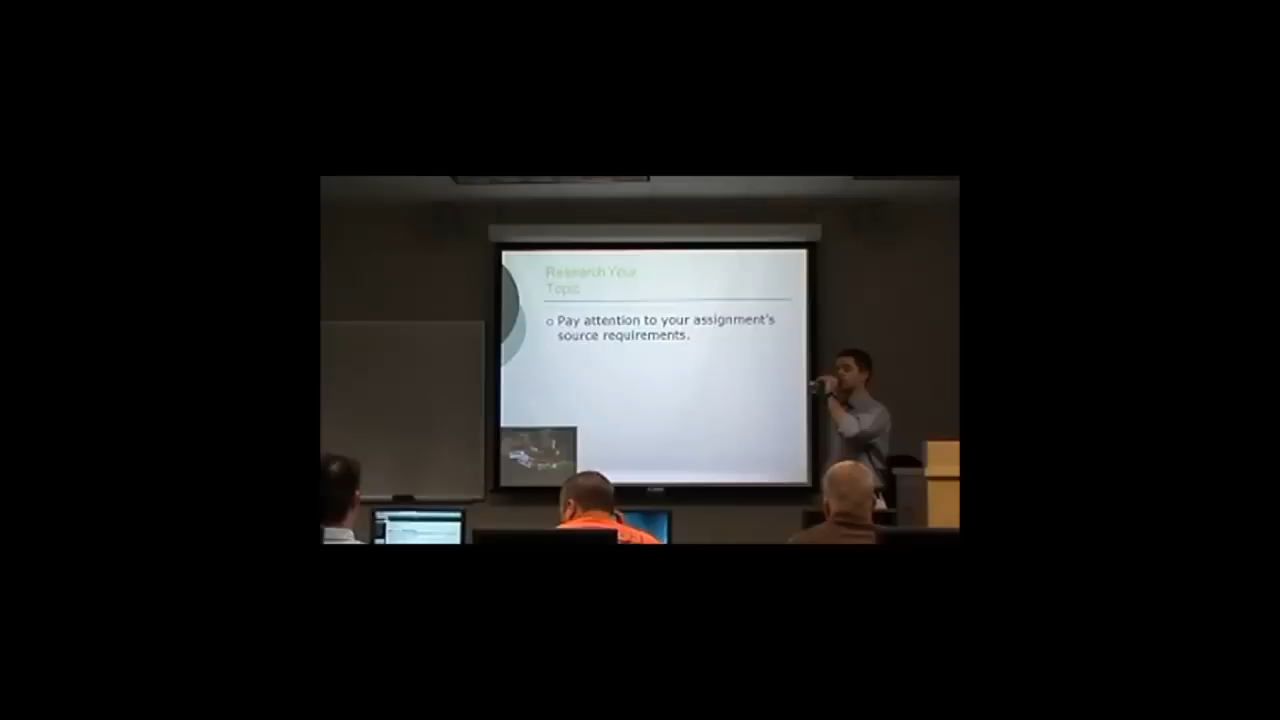 Research Your
Topic
o Pay attention to your assignment's
source requirements.